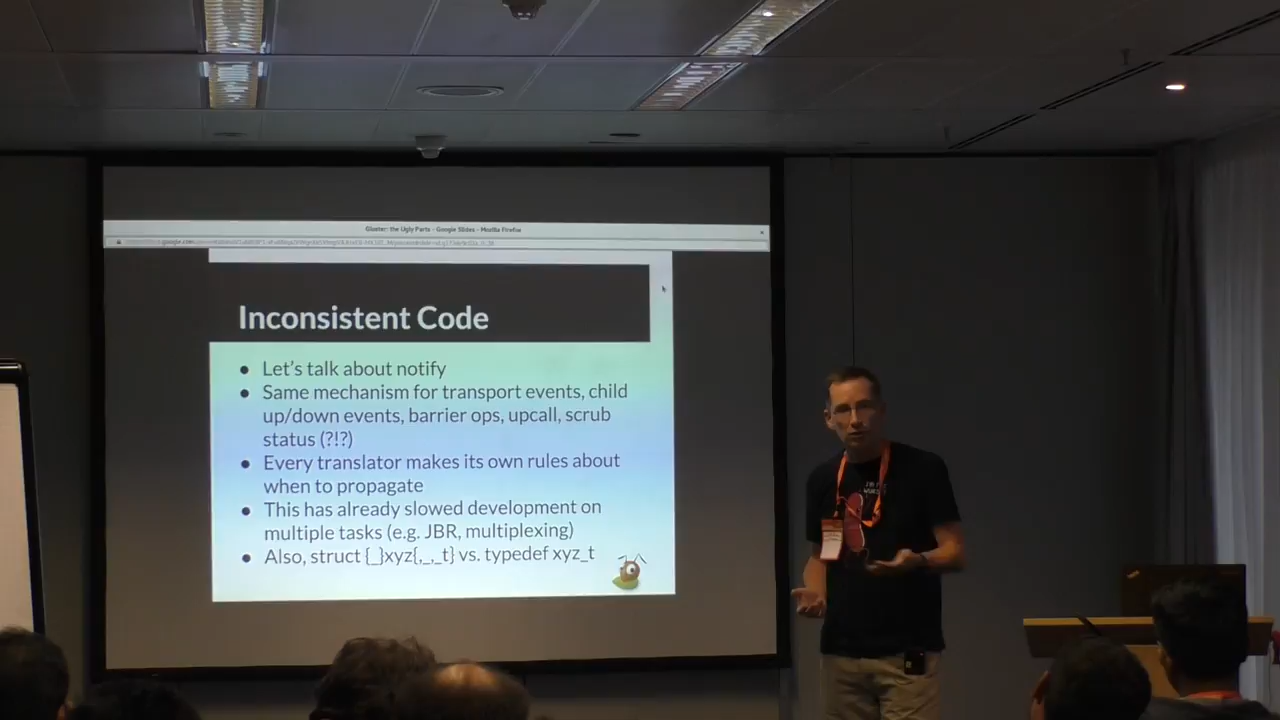 Gluster: the Ugly Parts - Google Slides - Mozilla Firefox
Inconsistent Code
● Let's talk about notify
● Same mechanism for transport events, child
up/down events, barrier ops, upcall, scrub
status (?!?)
● Every translator makes its own rules about
when to propagate
● This has already slowed development on
multiple tasks (e.g. JBR, multiplexing)
● Also, struct {_}xyz{,_,_t} vs. typedef xyz_t